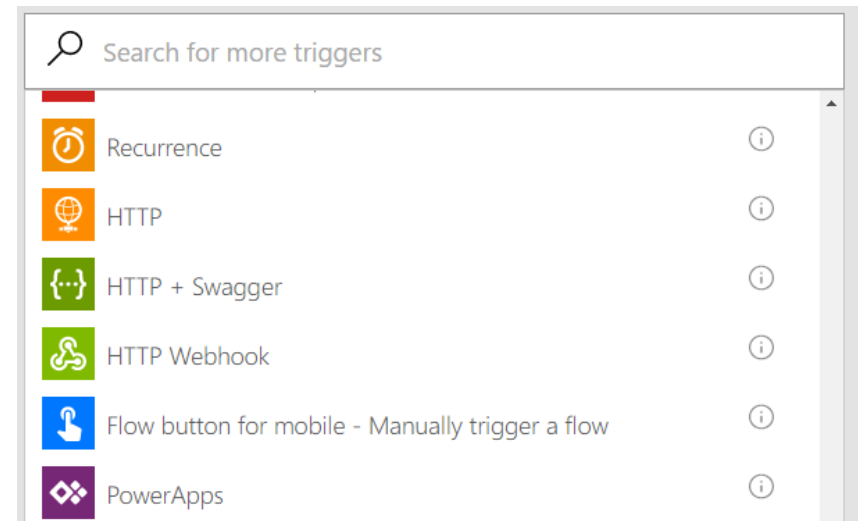 Search for more triggers
Recurrence
HTTP
HTTP + Swagger
HTTP Webhook
Flow button for mobile - Manually trigger a flow
PowerApps